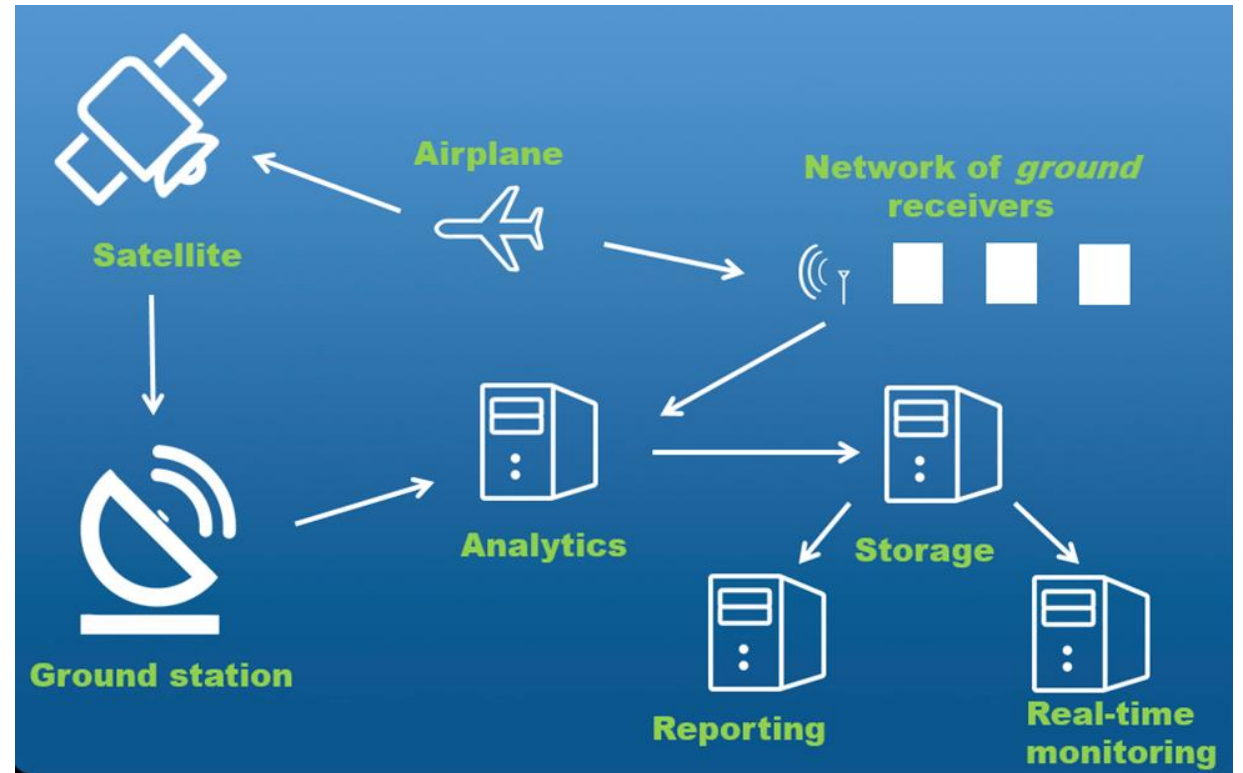 Airplane
Network of ground
receivers
Satellite
Analytics
Storage
Ground station
Reporting
Real-time
monitoring